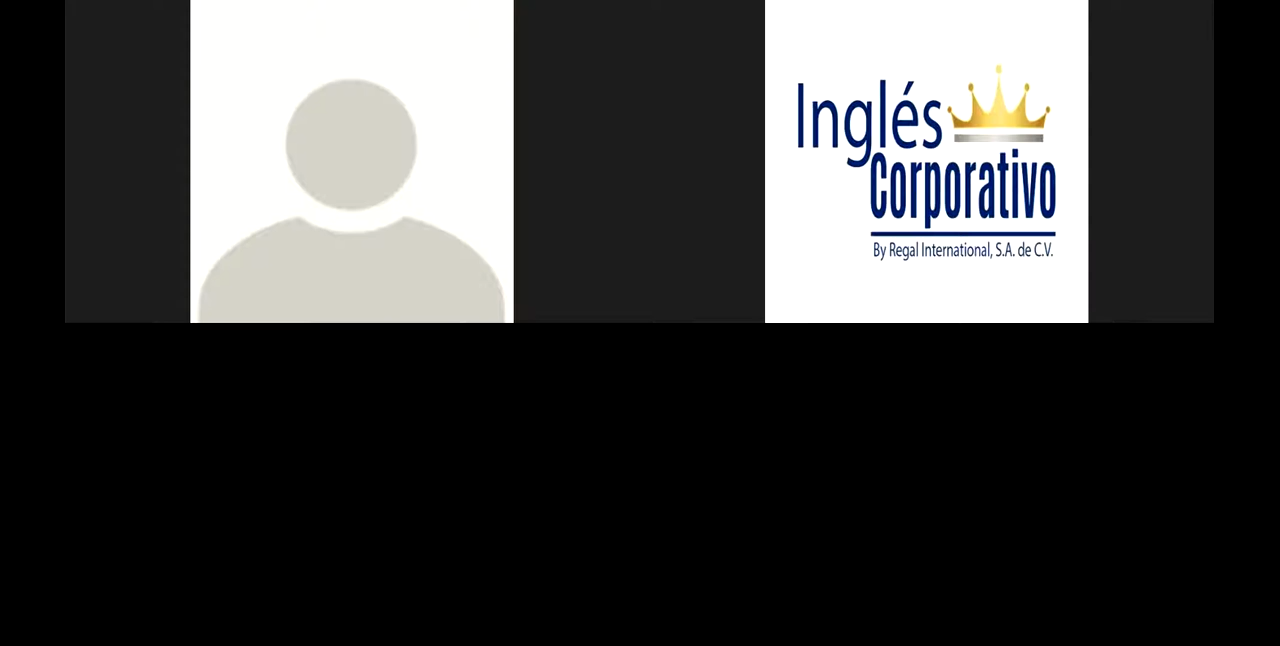 Inglés
Corporativo
By Regal International, S.A. de C.V.